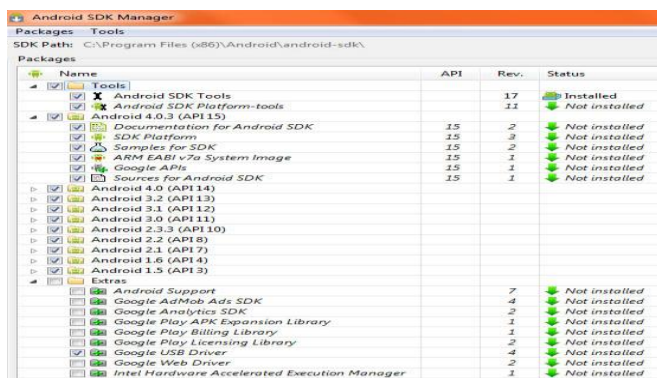 Android SDK Manager
Packages Tools
SDK Path: C:\Program Files (x86)\Android\android-sdk\
Packages
Name API Rev. Status
Tools
Android SDK Tools 17 Installed
Android SDK Platform-tools 11 Not installed
Android 4.0.3 (API 15)
Documentation for Android SDK 15 2 Not installed
SDK Platform 15 3 Not installed
Samples for SDK 15 2 Not installed
ARM EABI v7a System Image 15 1 Not installed
Google APIs 15 1 Not installed
Sources for Android SDK 15 1 Not installed
Android 4.0 (API 14)
Android 3.2 (API 13)
Android 3.1 (API 12)
Android 3.0 (API 11)
Android 2.3.3 (API 10)
Android 2.2 (API 8)
Android 2.1 (API 7)
Android 1.6 (API 4)
Android 1.5 (API 3)
Extras
Android Support 7 Not installed
Google AdMob Ads SDK 4 Not installed
Google Analytics SDK 2 Not installed
Google Play APK Expansion Library 1 Not installed
Google Play Billing Library 1 Not installed
Google Play Licensing Library 2 Not installed
Google USB Driver 4 Not installed
Google Web Driver 2 Not installed
Intel Hardware Accelerated Execution Manager 1 Not installed